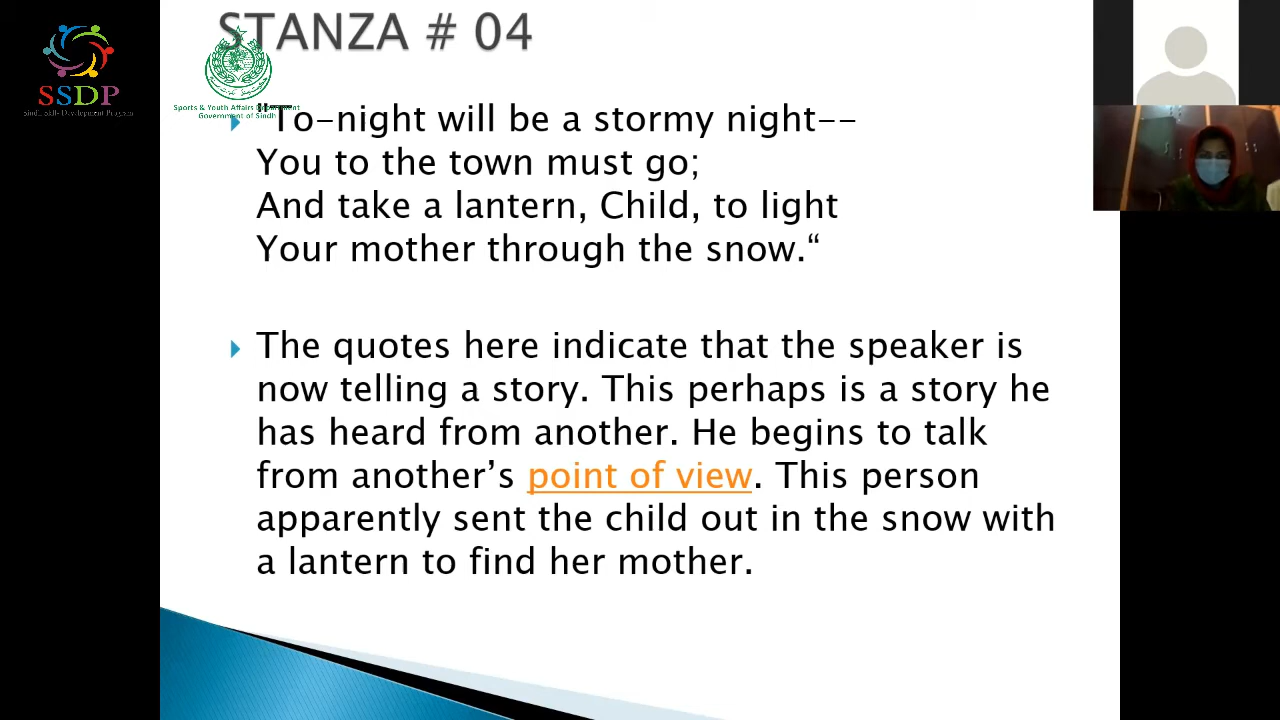 STANZA # 04
SSDP
Sindh Skills Development Program
Sports & Youth Affairs Department
Government of Sindh
"To-night will be a stormy night--
You to the town must go;
And take a lantern, Child, to light
Your mother through the snow.“
The quotes here indicate that the speaker is
now telling a story. This perhaps is a story he
has heard from another. He begins to talk
from another’s point of view. This person
apparently sent the child out in the snow with
a lantern to find her mother.